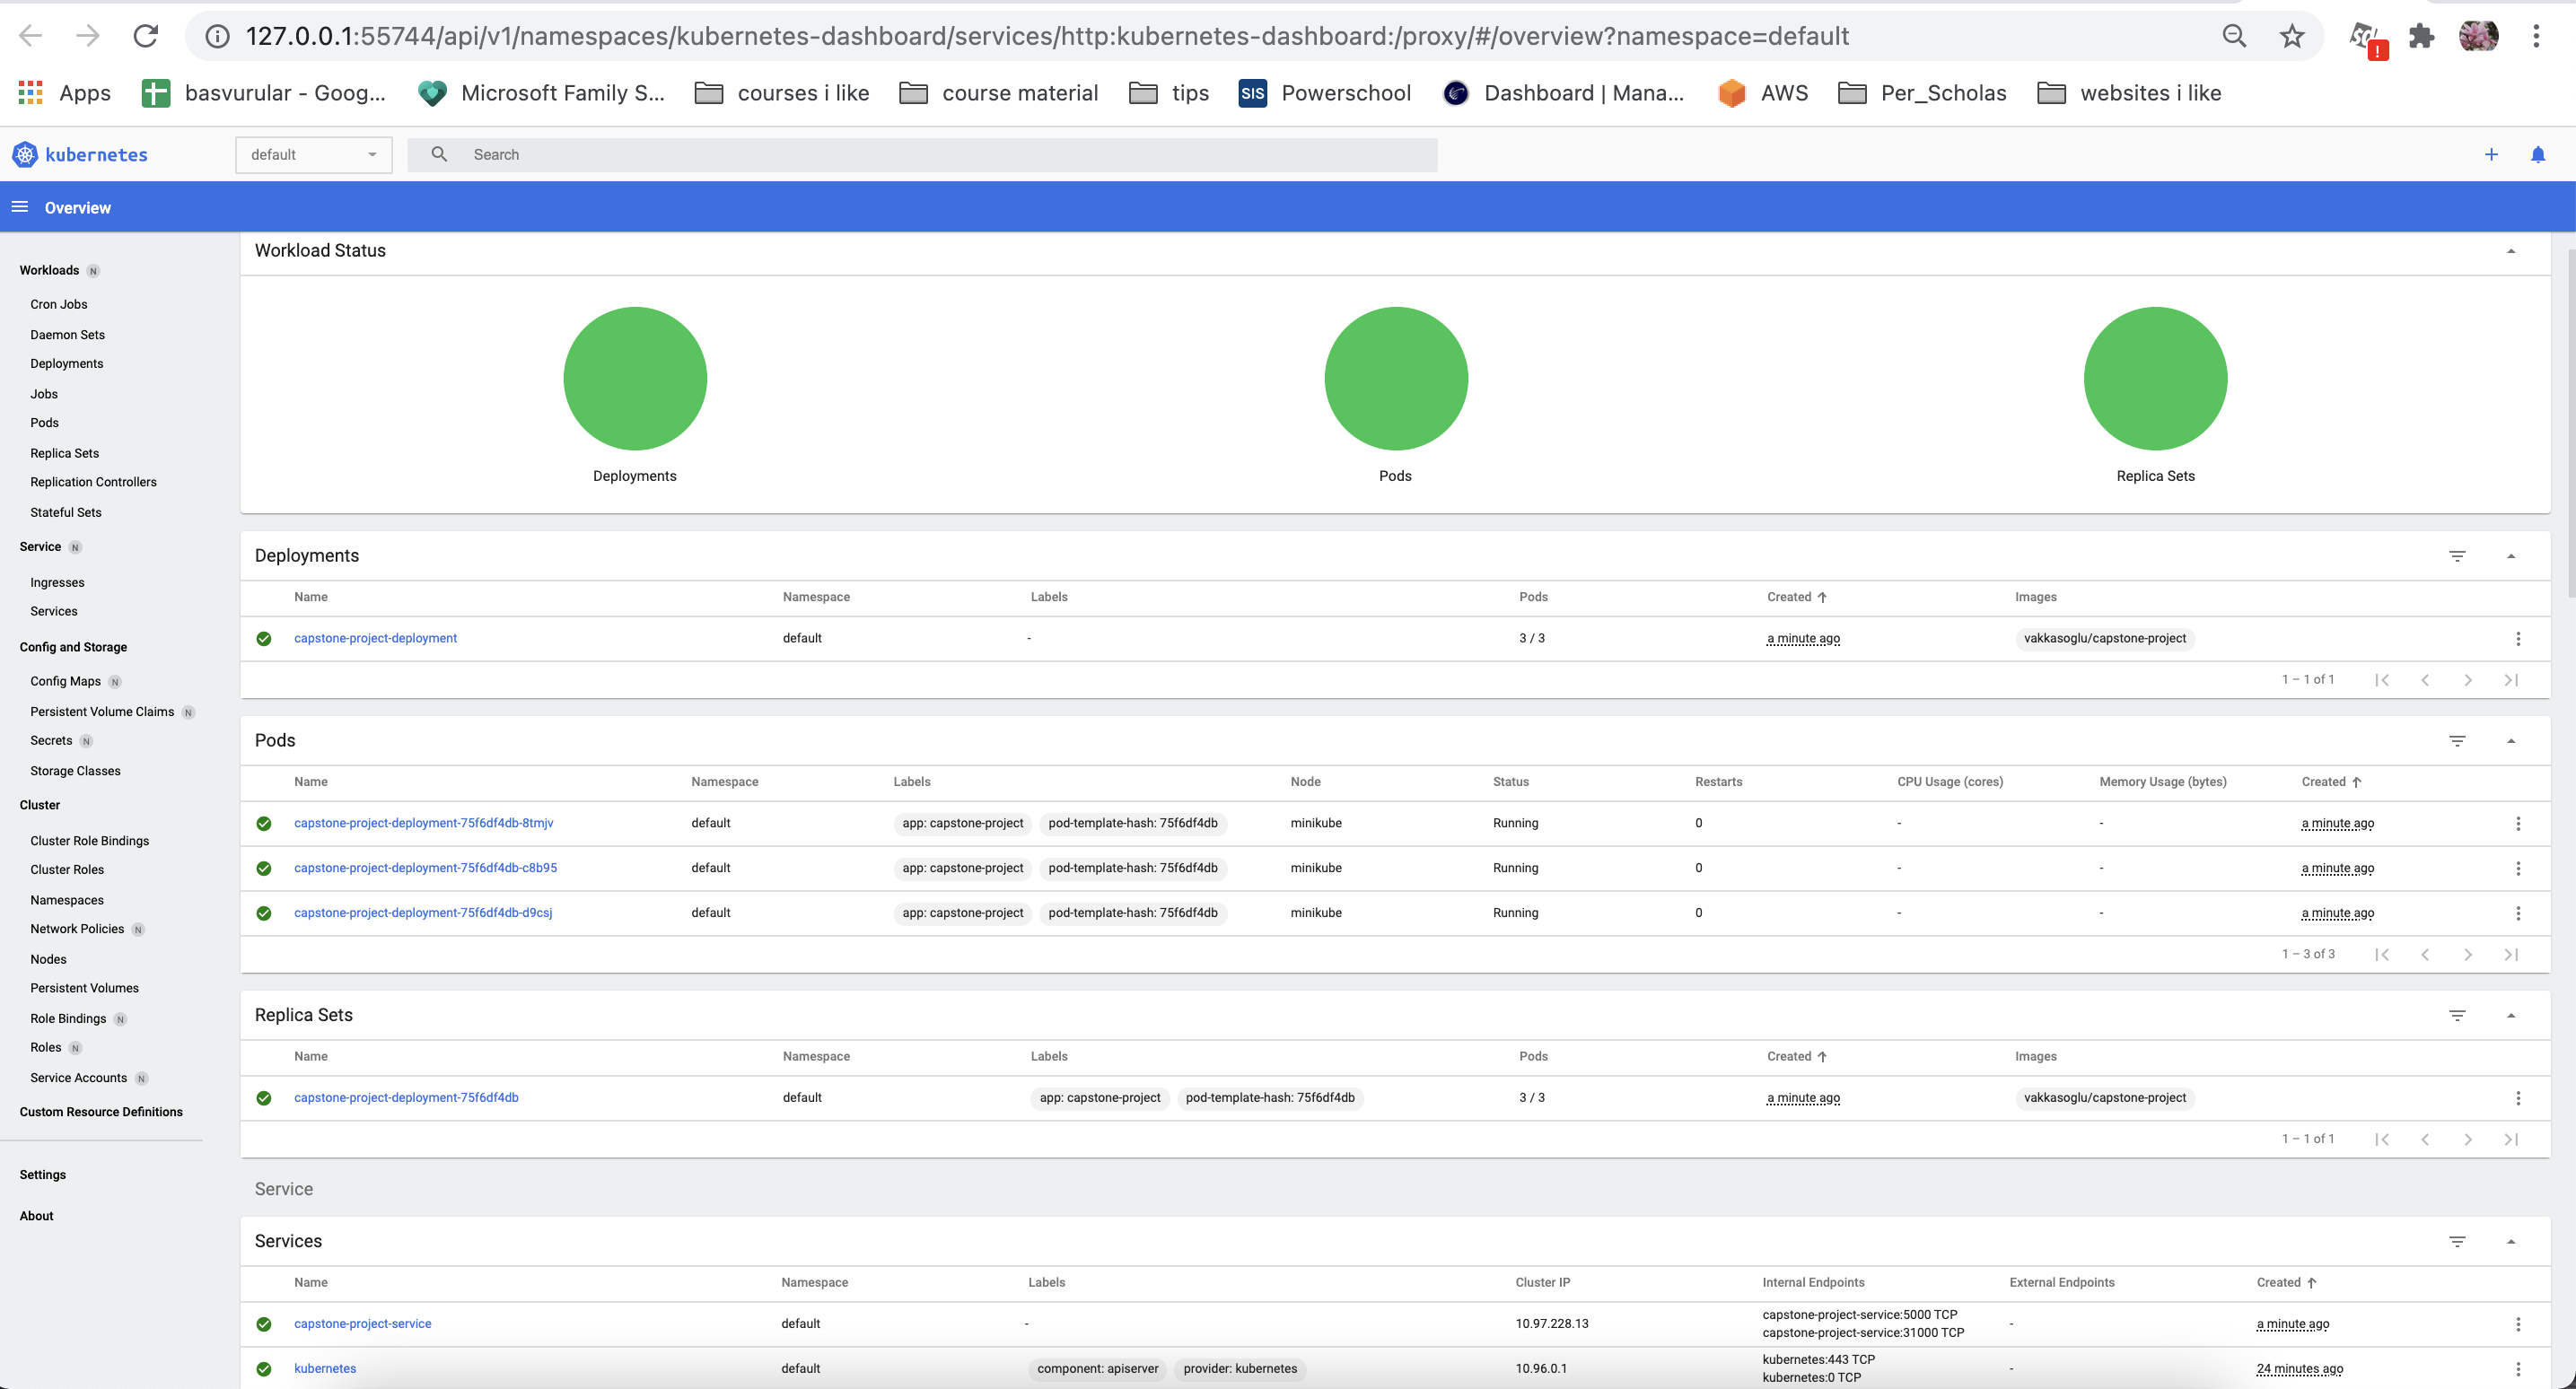 127.0.0.1:55744/api/v1/namespaces/kubernetes-dashboard/services/http:kubernetes-dashboard:/proxy/#/overview?namespace=default
Apps basvurular - Goog... Microsoft Family S... courses i like course material tips SIS Powerschool Dashboard | Mana... AWS Per_Scholas websites i like
kubernetes default Search
Overview
Workloads N
Cron Jobs
Daemon Sets
Deployments
Jobs
Pods
Replica Sets
Replication Controllers
Stateful Sets
Service N
Ingresses
Services
Config and Storage
Config Maps N
Persistent Volume Claims N
Secrets N
Storage Classes
Cluster
Cluster Role Bindings
Cluster Roles
Namespaces
Network Policies N
Nodes
Persistent Volumes
Role Bindings N
Roles N
Service Accounts N
Custom Resource Definitions
Settings
About
Workload Status
Deployments Pods Replica Sets
Deployments
Name Namespace Labels Pods Created Images
capstone-project-deployment default - 3 / 3 a minute ago vakkasoglu/capstone-project
1 – 1 of 1
Pods
Name Namespace Labels Node Status Restarts CPU Usage (cores) Memory Usage (bytes) Created
capstone-project-deployment-75f6df4db-8tmjv default app: capstone-project pod-template-hash: 75f6df4db minikube Running 0 - - a minute ago
capstone-project-deployment-75f6df4db-c8b95 default app: capstone-project pod-template-hash: 75f6df4db minikube Running 0 - - a minute ago
capstone-project-deployment-75f6df4db-d9csj default app: capstone-project pod-template-hash: 75f6df4db minikube Running 0 - - a minute ago
1 – 3 of 3
Replica Sets
Name Namespace Labels Pods Created Images
capstone-project-deployment-75f6df4db default app: capstone-project pod-template-hash: 75f6df4db 3 / 3 a minute ago vakkasoglu/capstone-project
1 – 1 of 1
Service
Services
Name Namespace Labels Cluster IP Internal Endpoints External Endpoints Created
capstone-project-service default - 10.97.228.13 capstone-project-service:5000 TCP - a minute ago
capstone-project-service:31000 TCP
kubernetes default component: apiserver provider: kubernetes 10.96.0.1 kubernetes:443 TCP - 24 minutes ago
kubernetes:0 TCP